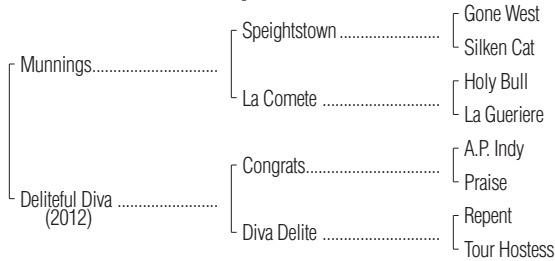 Gone West
Speightstown ....................
Silken Cat
Munnings.........................
Holy Bull
La Comete ........................
La Gueriere
A.P. Indy
Congrats...........................
Praise
Deliteful Diva ....................
(2012)
Repent
Diva Delite ........................
Tour Hostess